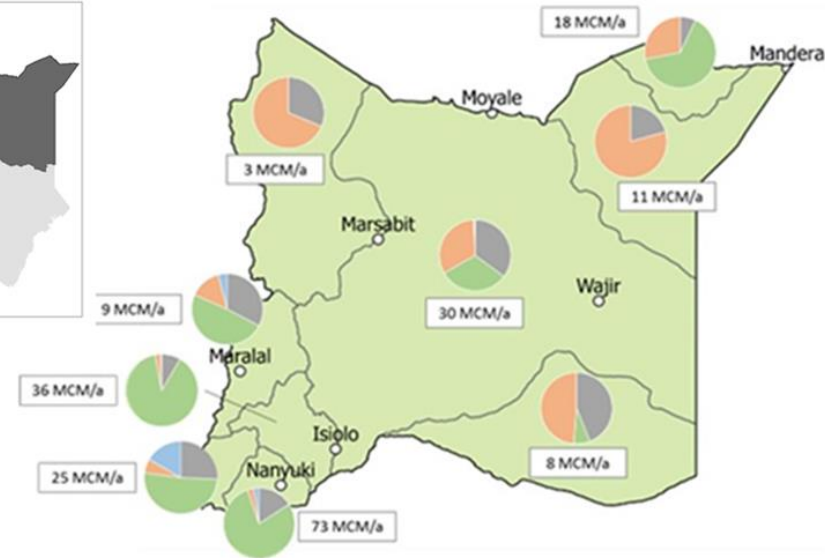 18 MCM/a
Mandera
Moyale
3 MCM/a
11 MCM/a
Marsabit
Wajir
30 MCM/a
9 MCM/a
Maralal
36 MCM/a
Isiolo
8 MCM/a
25 MCM/a
Nanyuki
73 MCM/a